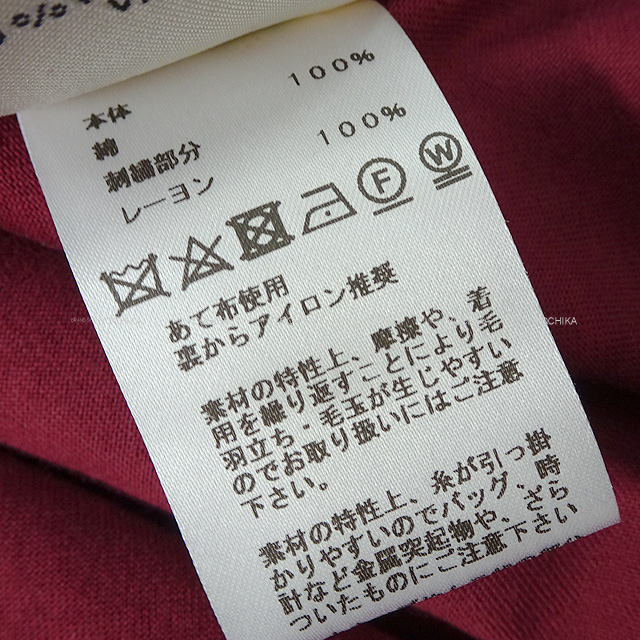 本体
綿 100%
刺繍部分
レーヨン 100%
F W
あて布使用
裏からアイロン推奨
素材の特性上、摩擦や、着
用を繰り返すことにより毛
羽立ち・毛玉が生じやすい
のでお取り扱いにはご注意
下さい。
素材の特性上、糸が引っ掛
かりやすいのでバッグ、時
計など金属突起物や、ざら
ついたものにご注意下さい
CHIKA